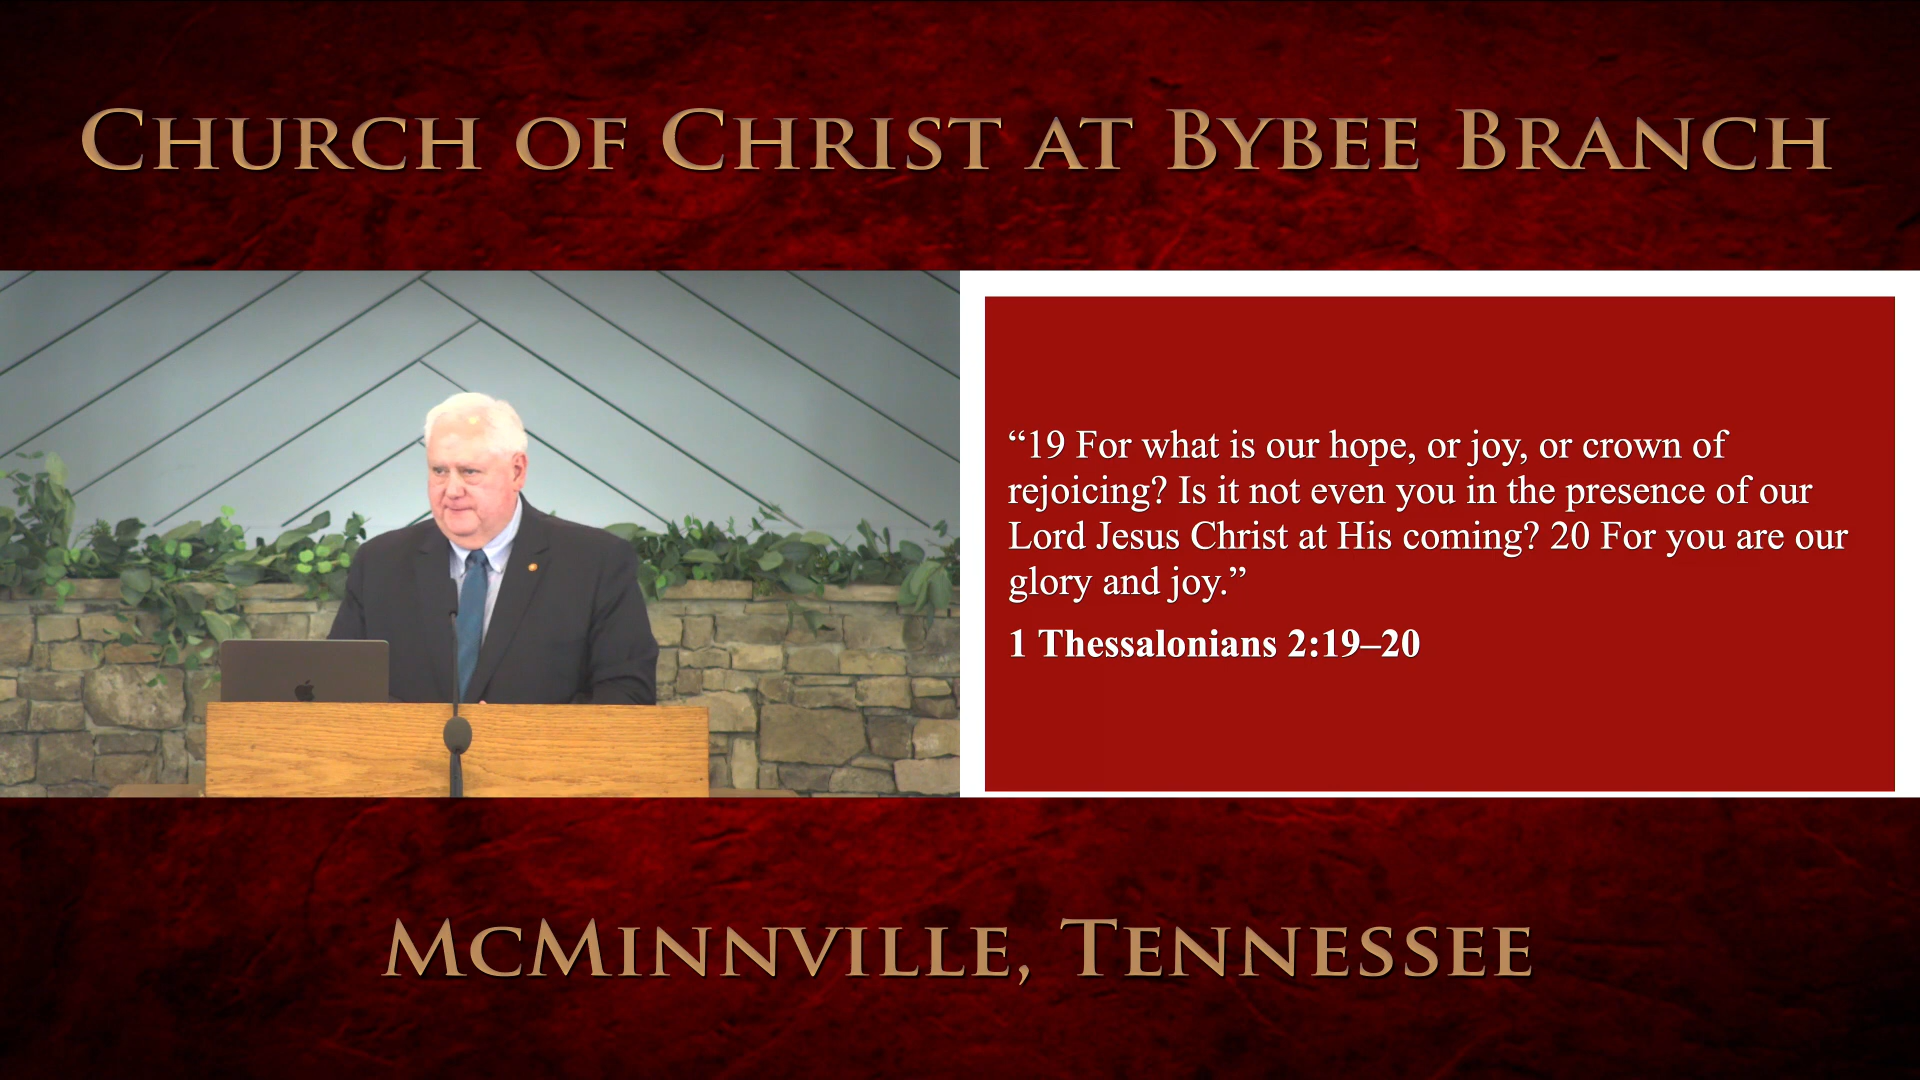 Church of Christ at Bybee Branch
“19 For what is our hope, or joy, or crown of
rejoicing? Is it not even you in the presence of our
Lord Jesus Christ at His coming? 20 For you are our
glory and joy.”
1 Thessalonians 2:19–20
McMinnville, Tennessee